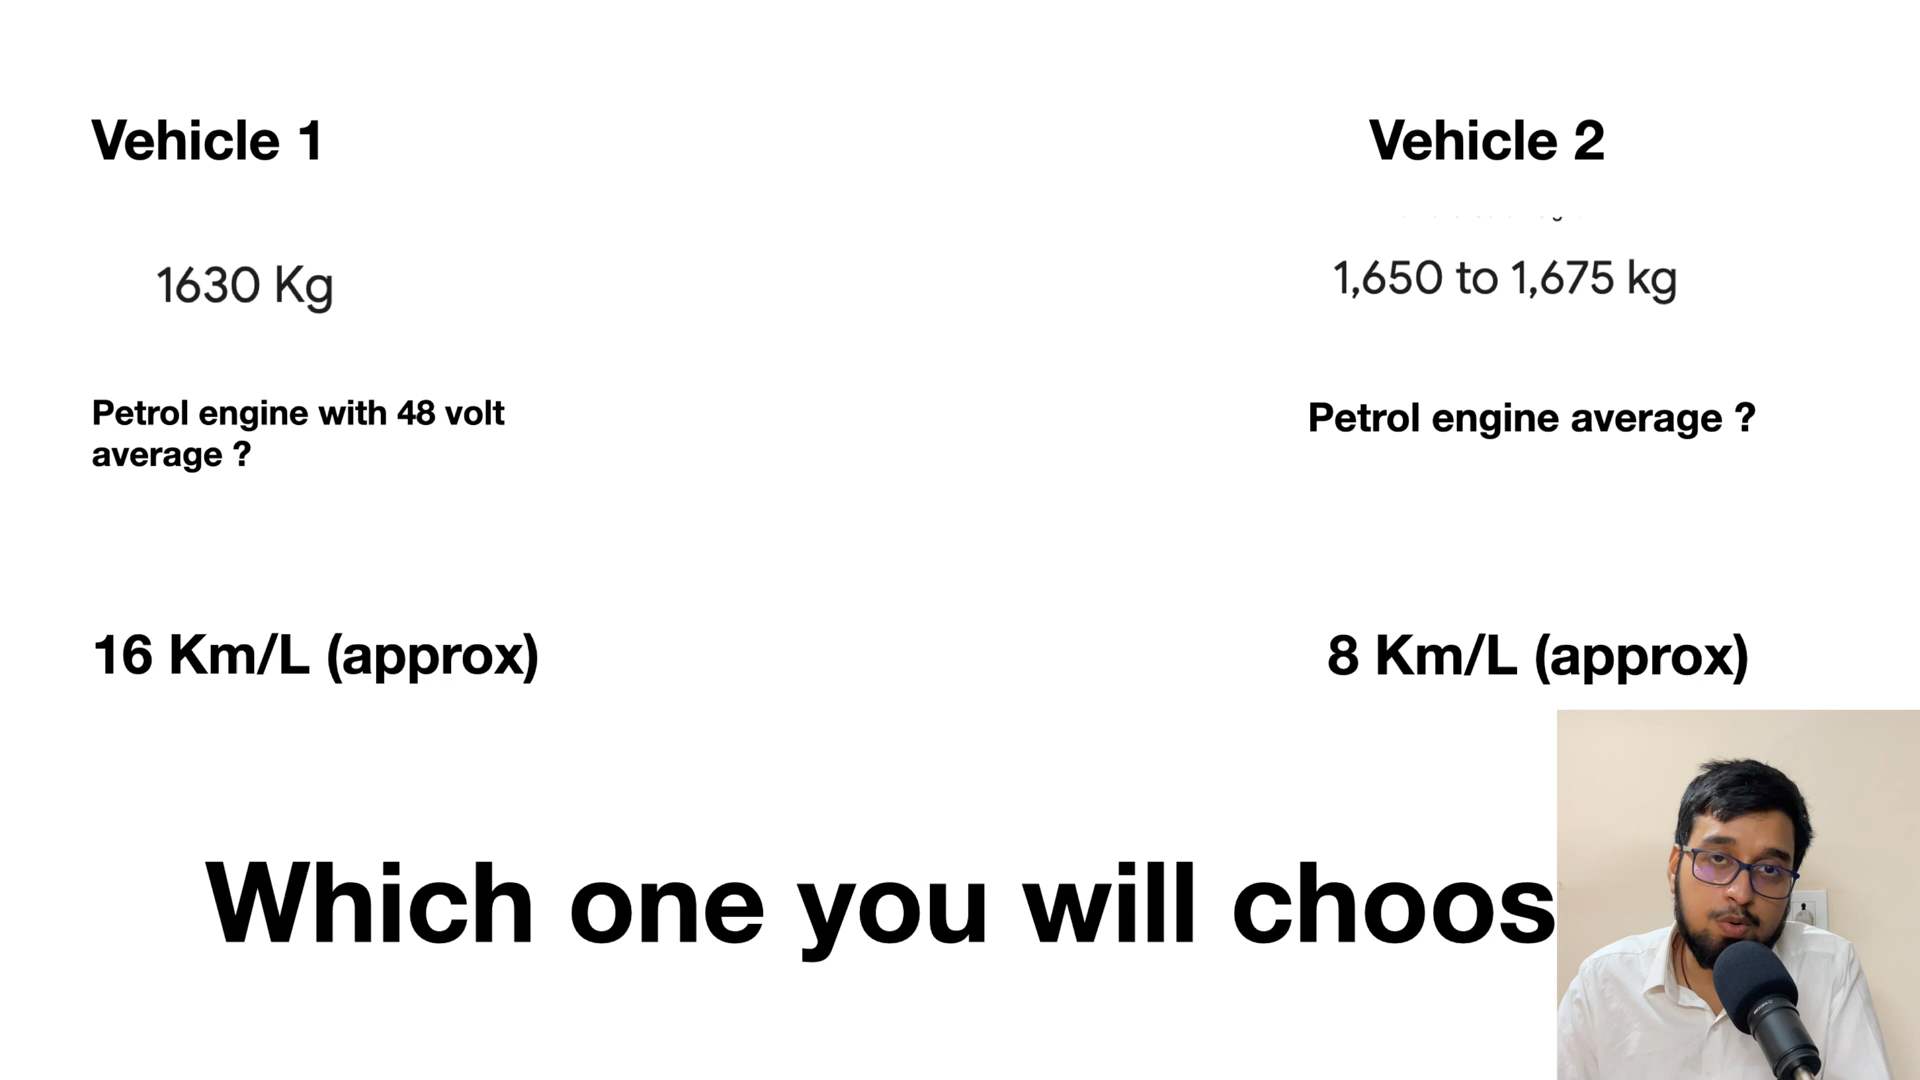 Vehicle 1
Vehicle 2
1630 Kg
1,650 to 1,675 kg
Petrol engine with 48 volt
average ?
Petrol engine average ?
16 Km/L (approx)
8 Km/L (approx)
Which one you will choos